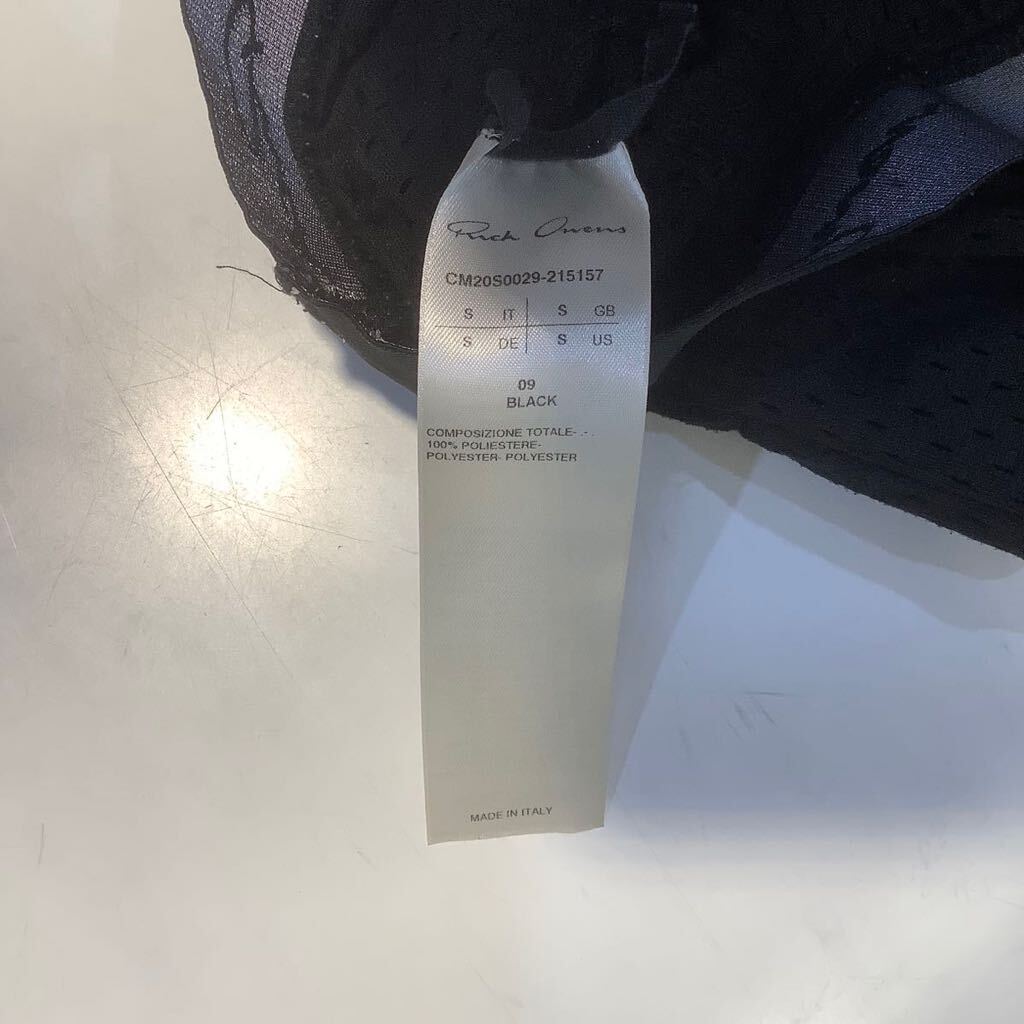 Rick Owens
CM20S0029-215157
S IT S GB
S DE S US
09
BLACK
COMPOSIZIONE TOTALE- .- .
100% POLIESTERE-
POLYESTER- POLYESTER
MADE IN ITALY